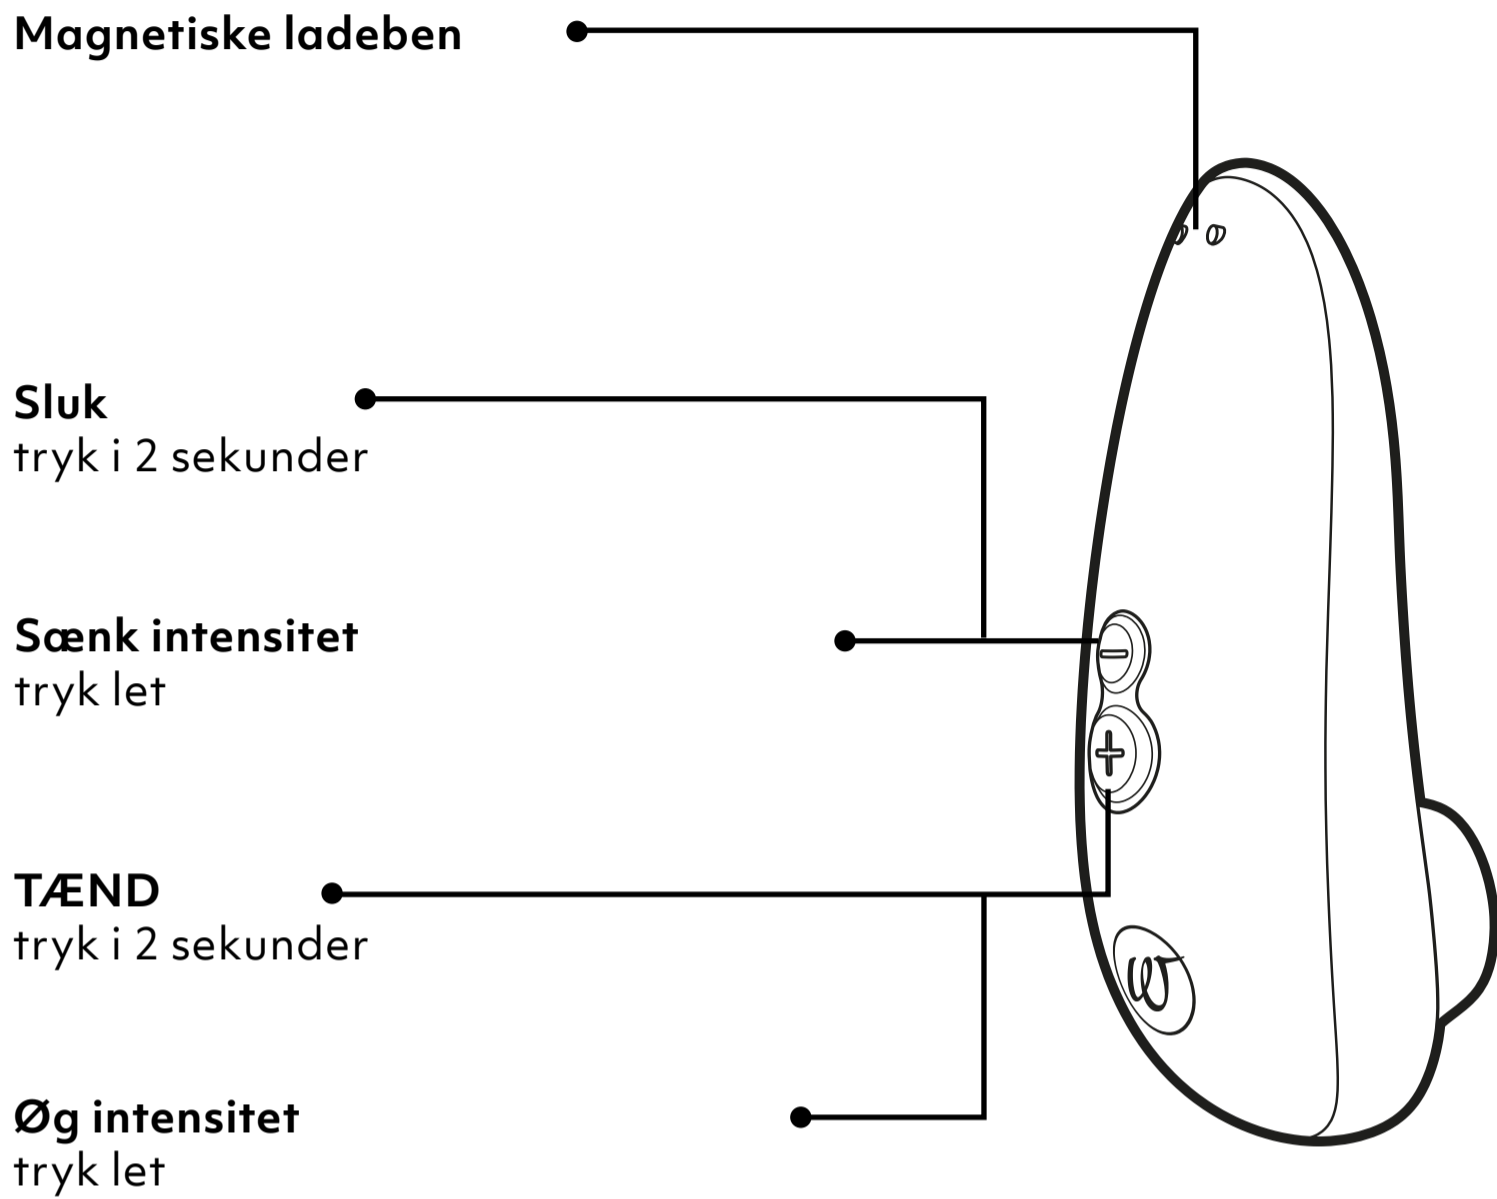 Magnetiske ladeben
Sluk
tryk i 2 sekunder
Sænk intensitet
tryk let
TÆND
tryk i 2 sekunder
Øg intensitet
tryk let